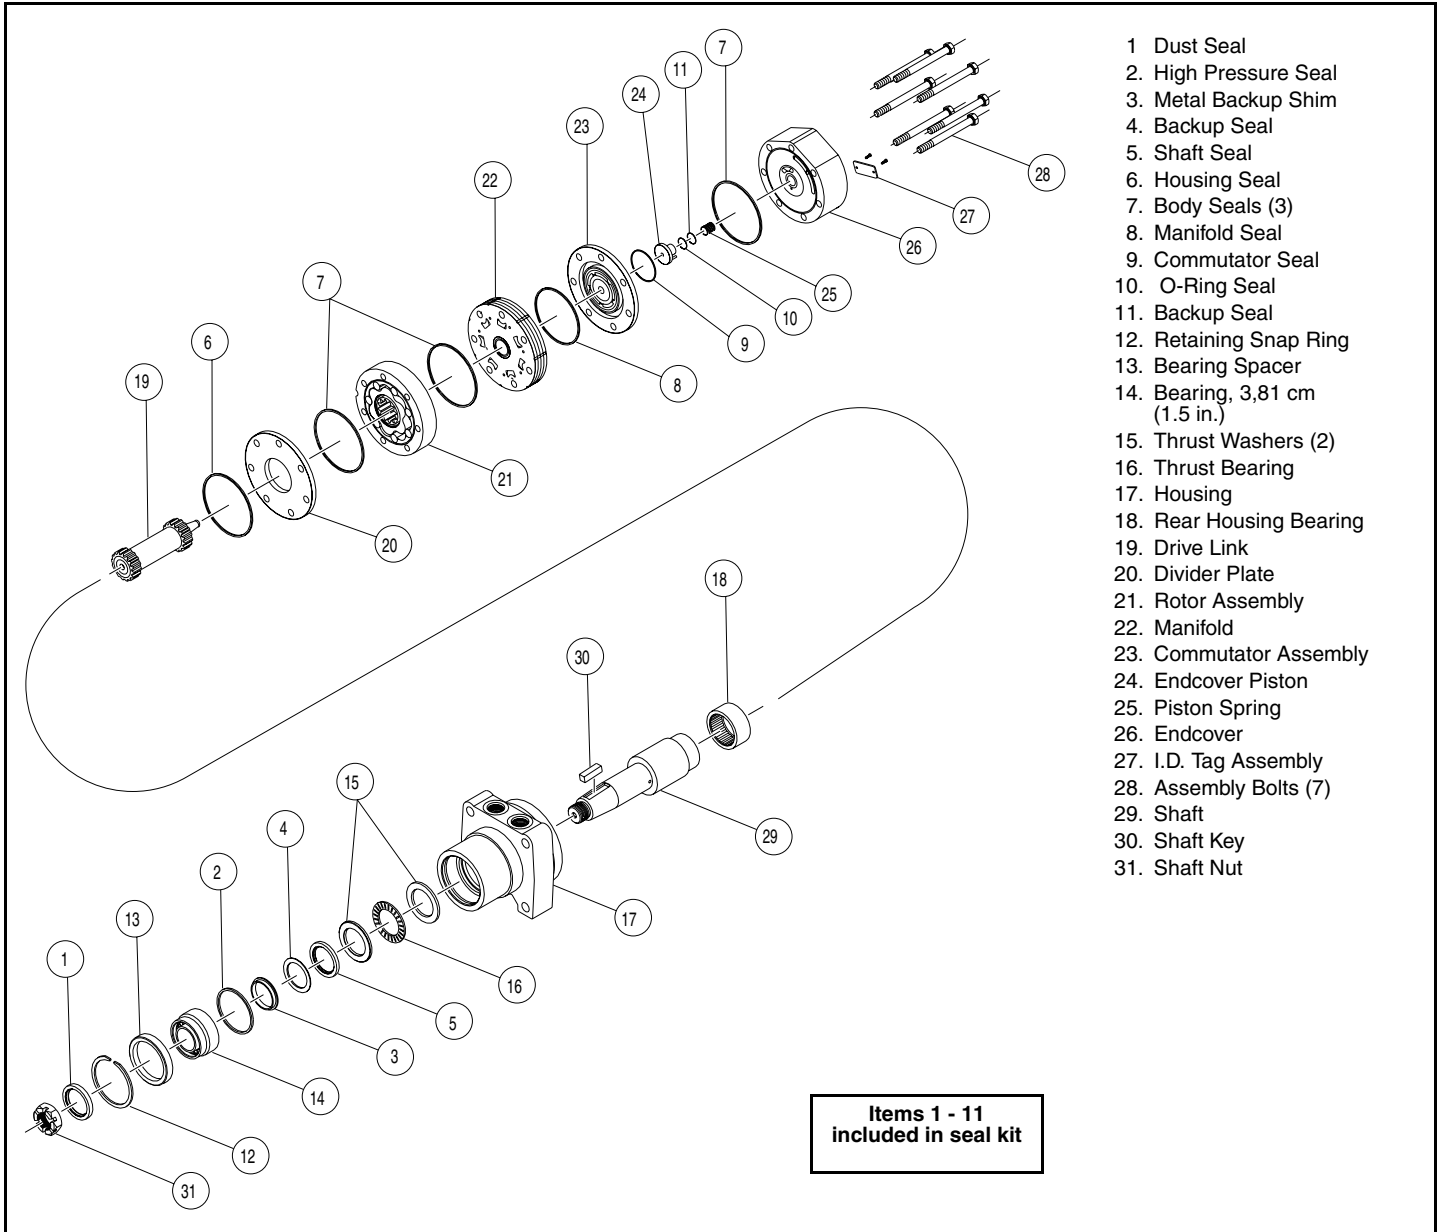 7
11
24
23
22
28
27
26
25
10
9
8
7
6
19
21
20
18
30
15
4
29
2
13
17
1
16
5
3
14
12
31
1 Dust Seal
2. High Pressure Seal
3. Metal Backup Shim
4. Backup Seal
5. Shaft Seal
6. Housing Seal
7. Body Seals (3)
8. Manifold Seal
9. Commutator Seal
10. O-Ring Seal
11. Backup Seal
12. Retaining Snap Ring
13. Bearing Spacer
14. Bearing, 3,81 cm
(1.5 in.)
15. Thrust Washers (2)
16. Thrust Bearing
17. Housing
18. Rear Housing Bearing
19. Drive Link
20. Divider Plate
21. Rotor Assembly
22. Manifold
23. Commutator Assembly
24. Endcover Piston
25. Piston Spring
26. Endcover
27. I.D. Tag Assembly
28. Assembly Bolts (7)
29. Shaft
30. Shaft Key
31. Shaft Nut
Items 1 - 11
included in seal kit